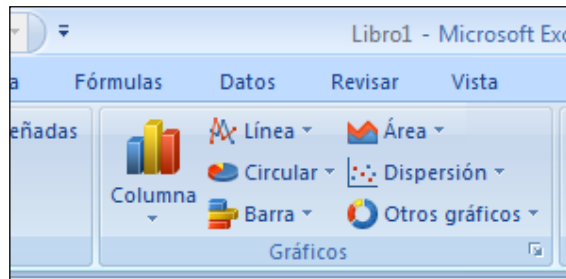 Libro1 - Microsoft Exc
a Fórmulas Datos Revisar Vista
eñadas
Columna
Línea
Circular
Barra
Área
Dispersión
Otros gráficos
Gráficos